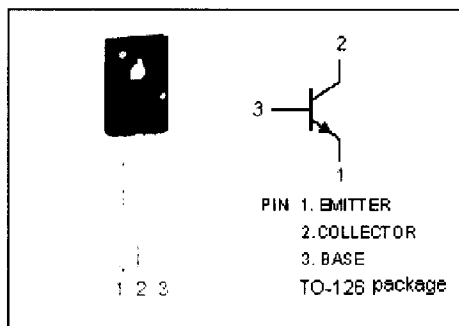 2
3
1
PIN 1. EMITTER
2. COLLECTOR
3. BASE
1 2 3
TO-126 package